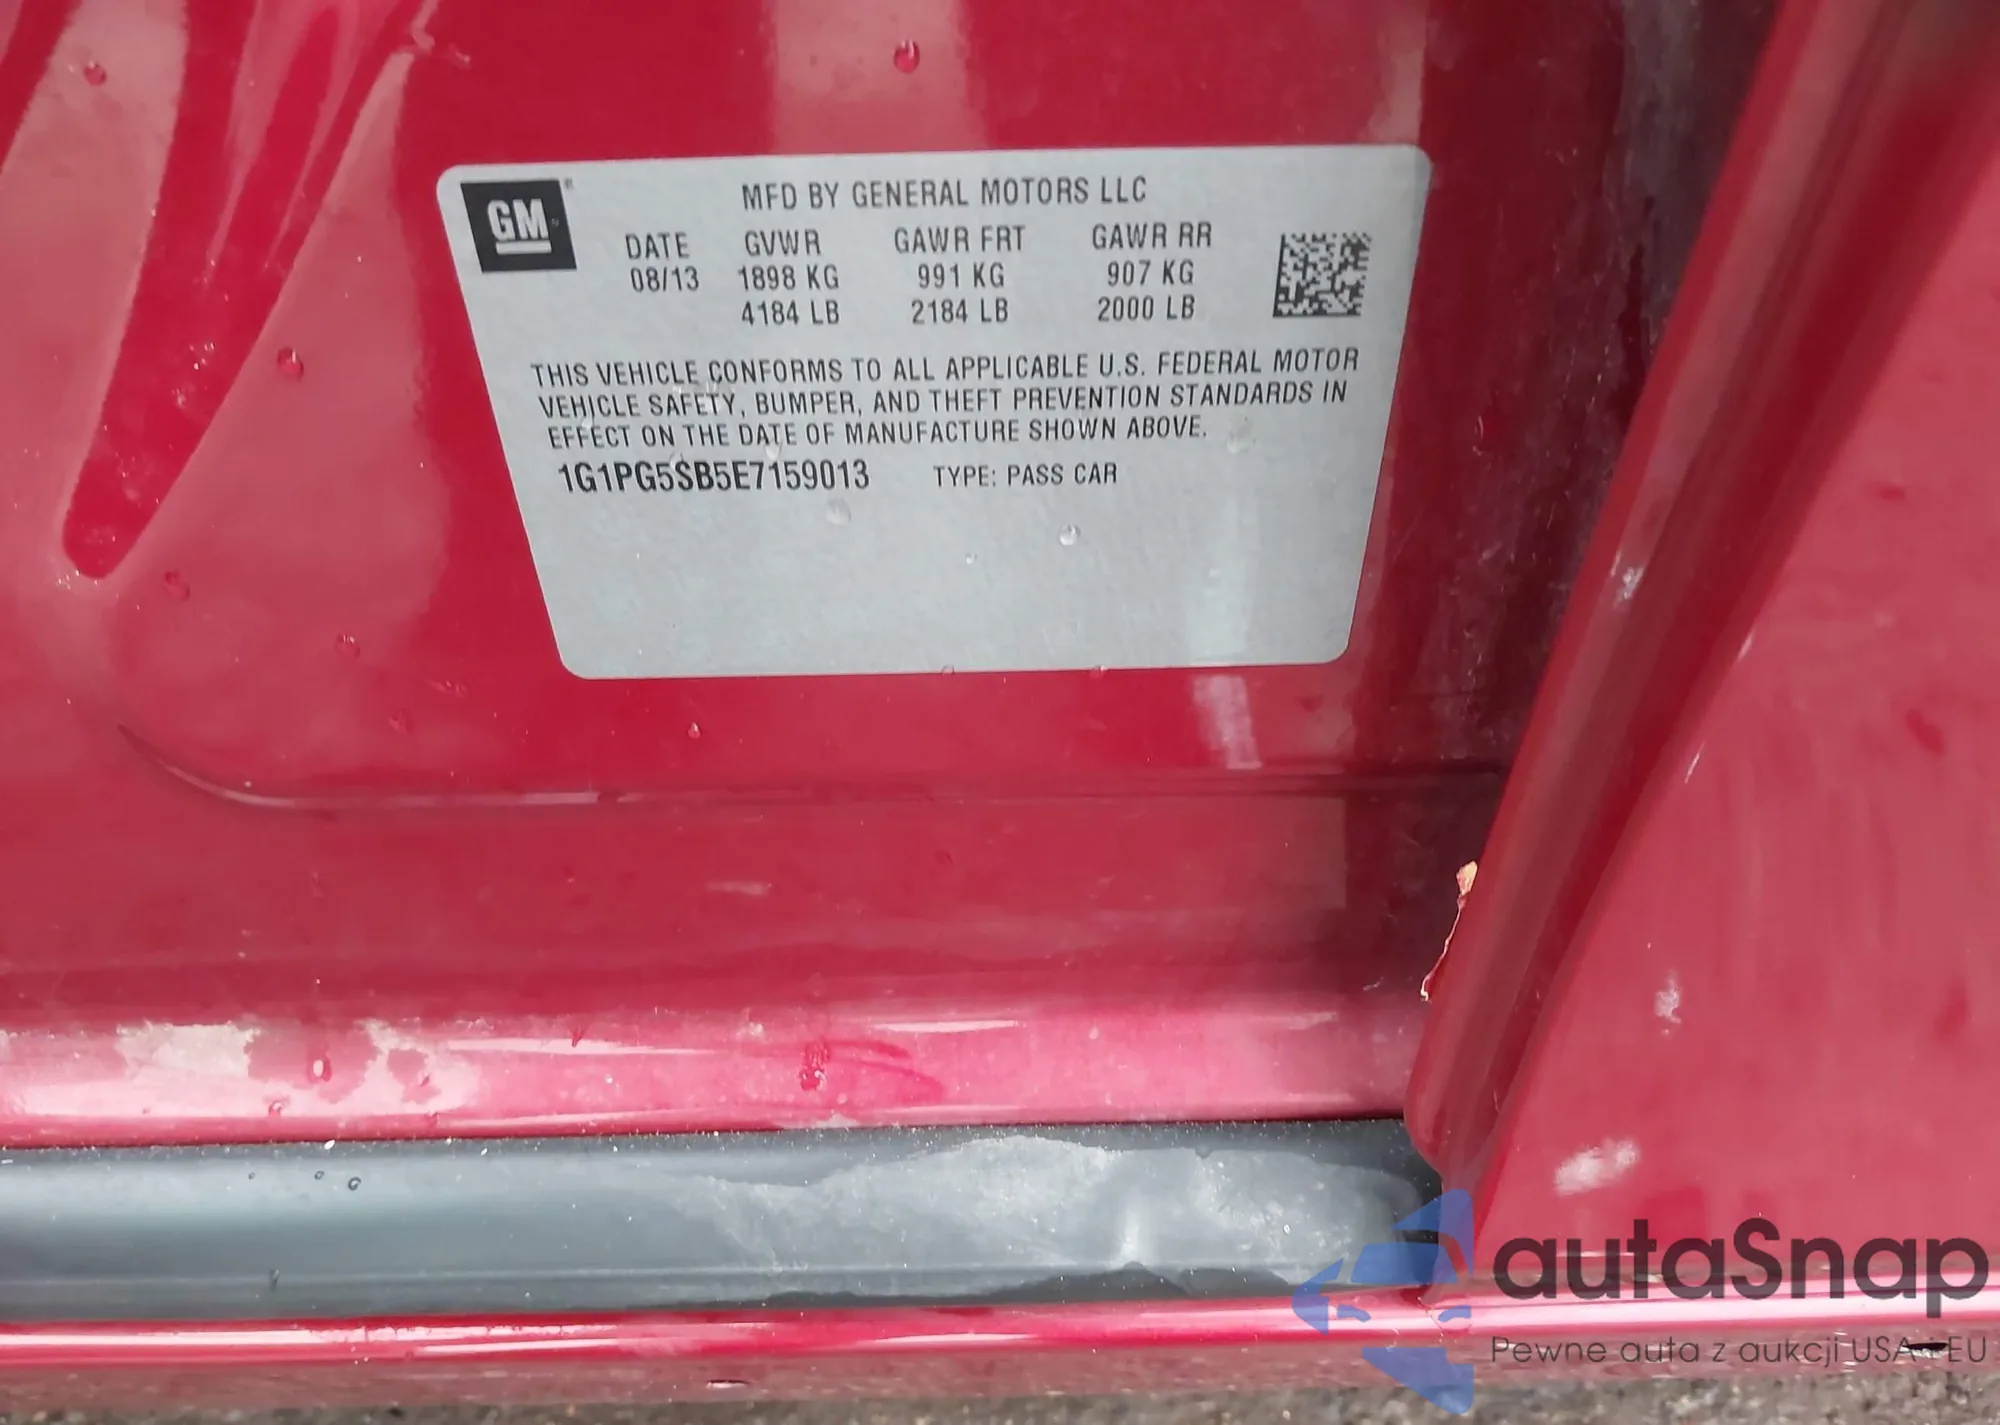 GM
MFD BY GENERAL MOTORS LLC
DATE GVWR GAWR FRT GAWR RR
08/13 1898 KG 991 KG 907 KG
4184 LB 2184 LB 2000 LB
THIS VEHICLE CONFORMS TO ALL APPLICABLE U.S. FEDERAL MOTOR
VEHICLE SAFETY, BUMPER, AND THEFT PREVENTION STANDARDS IN
EFFECT ON THE DATE OF MANUFACTURE SHOWN ABOVE.
1G1PG5SB5E7159013 TYPE: PASS CAR
autaSnap
Pewne auta z aukcji USA i EU